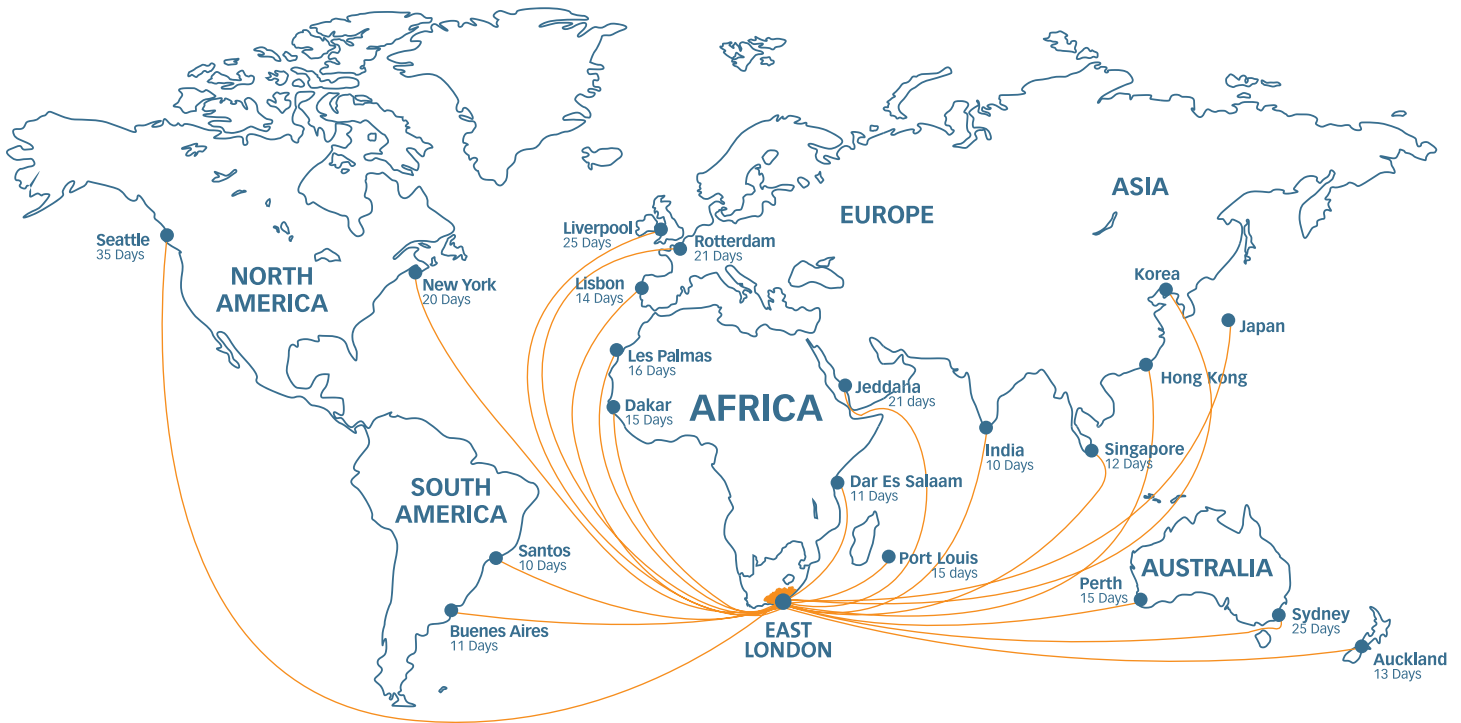 ASIA
EUROPE
Liverpool
25 Days
Rotterdam
21 Days
Seattle
35 Days
NORTH
AMERICA
New York
20 Days
Lisbon
14 Days
Korea
Japan
Les Palmas
16 Days
Hong Kong
Jeddaha
21 days
Dakar
15 Days
AFRICA
India
10 Days
Singapore
12 Days
SOUTH
AMERICA
Dar Es Salaam
11 Days
Santos
10 Days
Port Louis
15 days
AUSTRALIA
Perth
15 Days
Sydney
25 Days
Buenes Aires
11 Days
EAST
LONDON
Auckland
13 Days